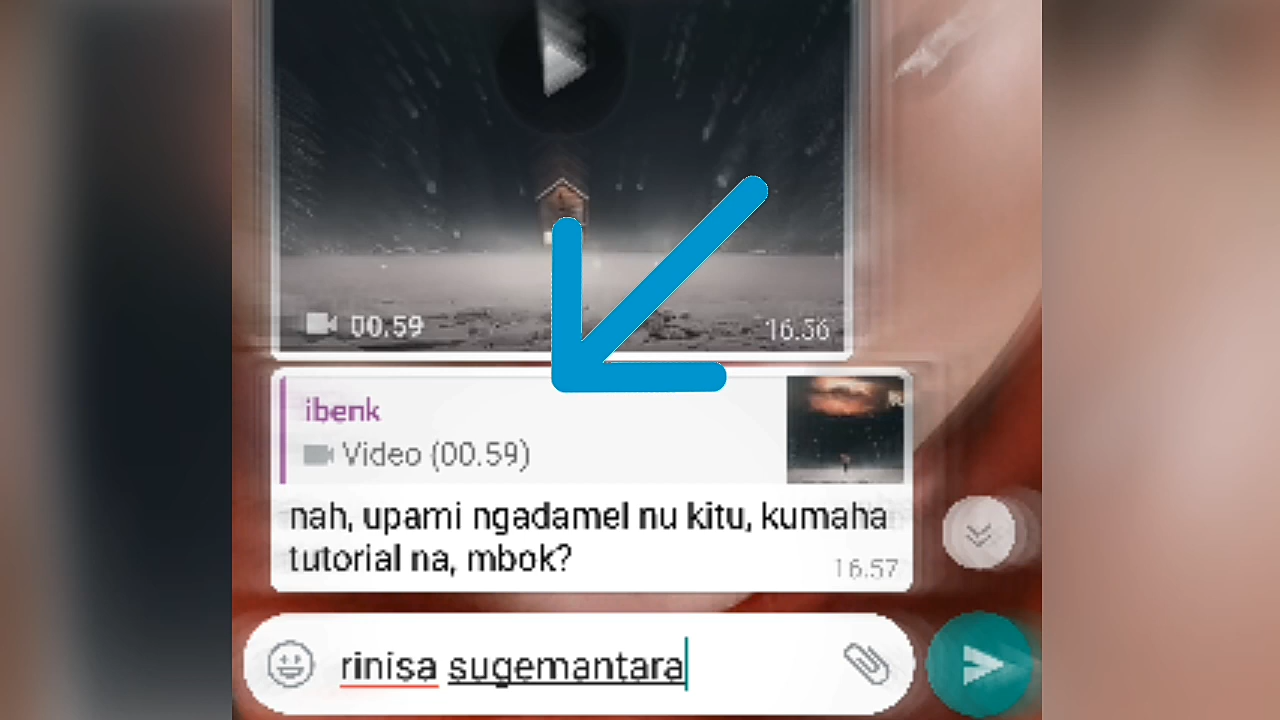 00.59
16.56
ibenk
Video (00.59)
nah, upami ngadamel nu kitu, kumaha
tutorial na, mbok?
16.57
rinisa sugemantara